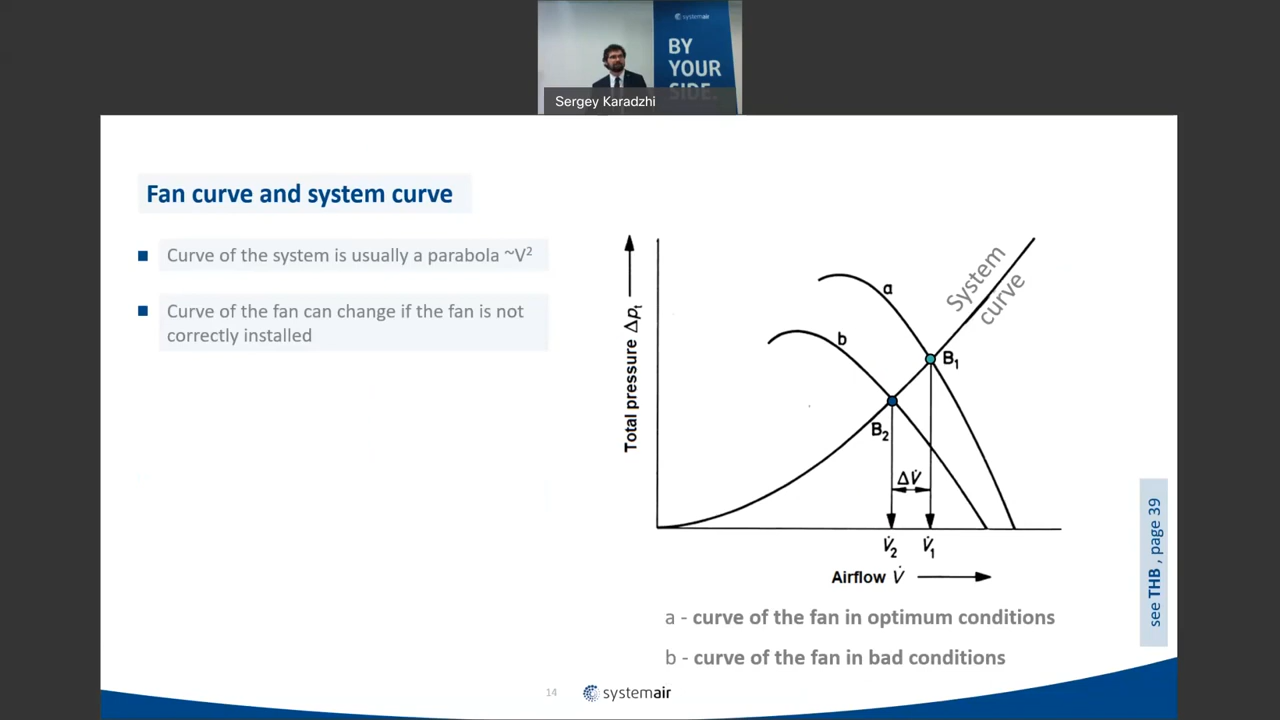 systemair
BY
YOUR
SIDE.
Sergey Karadzhi
Fan curve and system curve
Curve of the system is usually a parabola ~V²
Curve of the fan can change if the fan is not
correctly installed
Total pressure Δpₜ
a
b
System
curve
B₁
B₂
ΔV̇
V̇₂
V̇₁
Airflow V̇
a - curve of the fan in optimum conditions
b - curve of the fan in bad conditions
see THB , page 39
14
systemair